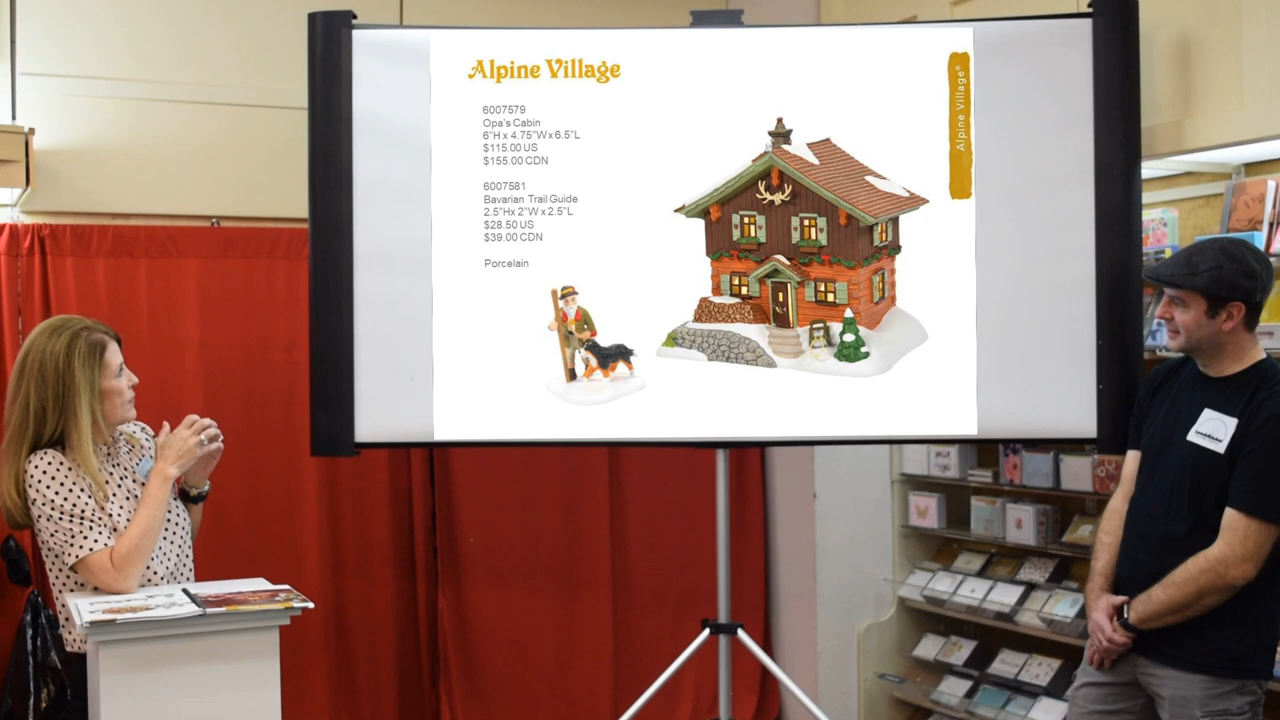 Alpine Village
6007579
Opa's Cabin
6"H x 4.75"W x 6.5"L
$115.00 US
$155.00 CDN
6007581
Bavarian Trail Guide
2.5"Hx 2"W x 2.5"L
$28.50 US
$39.00 CDN
Porcelain
Alpine Village®